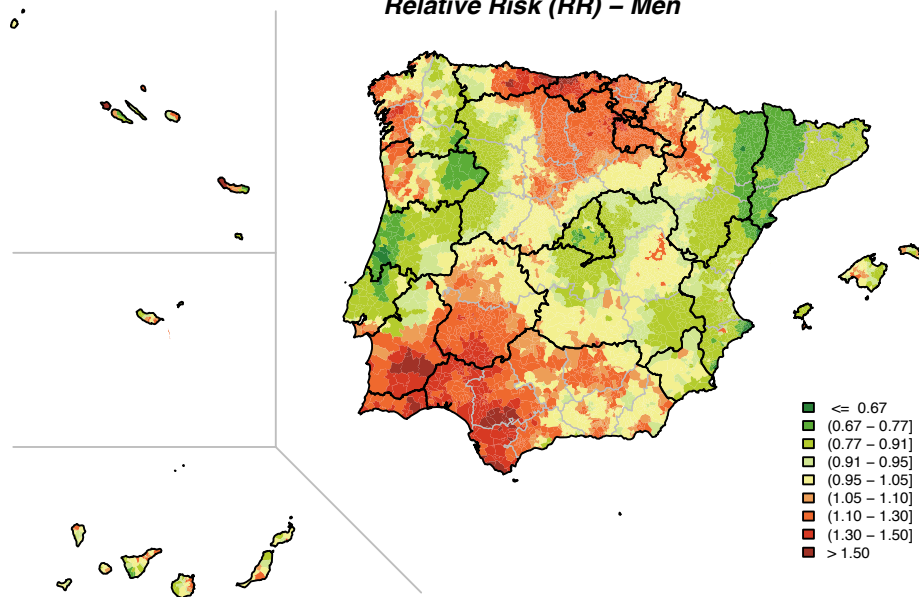 Relative Risk (RR) – Men
<= 0.67
(0.67 – 0.77]
(0.77 – 0.91]
(0.91 – 0.95]
(0.95 – 1.05]
(1.05 – 1.10]
(1.10 – 1.30]
(1.30 – 1.50]
> 1.50